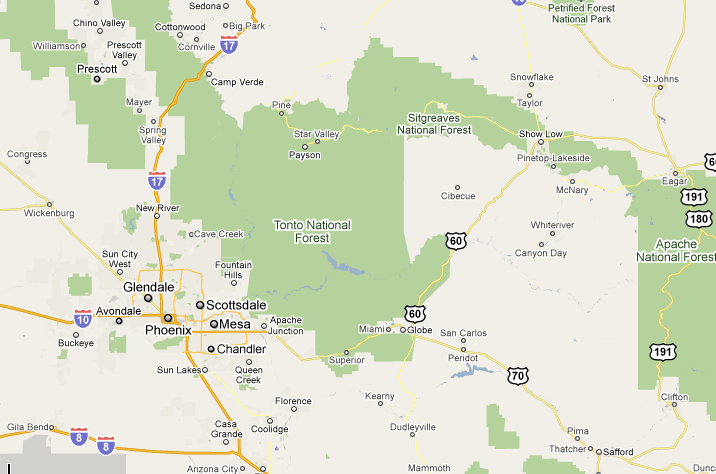 Sedona
Petrified Forest
National Park
Chino Valley
Cottonwood
Big Park
Williamson
Prescott
Valley
Cornville
17
Prescott
Camp Verde
Snowflake
St Johns
Mayer
Pine
Taylor
Spring
Valley
Star Valley
Sitgreaves
National Forest
Show Low
Congress
Payson
Pinetop-Lakeside
Eagar
17
McNary
Wickenburg
New River
Cibecue
191
180
Cave Creek
Tonto National
Forest
60
Whiteriver
Canyon Day
Apache
National Forest
Sun City
West
Fountain
Hills
Glendale
Scottsdale
10
Avondale
Phoenix
Mesa
Apache
Junction
60
Miami
Globe
Buckeye
Chandler
San Carlos
Peridot
191
Superior
Sun Lakes
Queen
Creek
70
Kearny
Florence
Clifton
Gila Bend
8
8
Casa
Grande
Coolidge
Dudleyville
Pima
Thatcher
Safford
Arizona City
Mammoth
Dunc